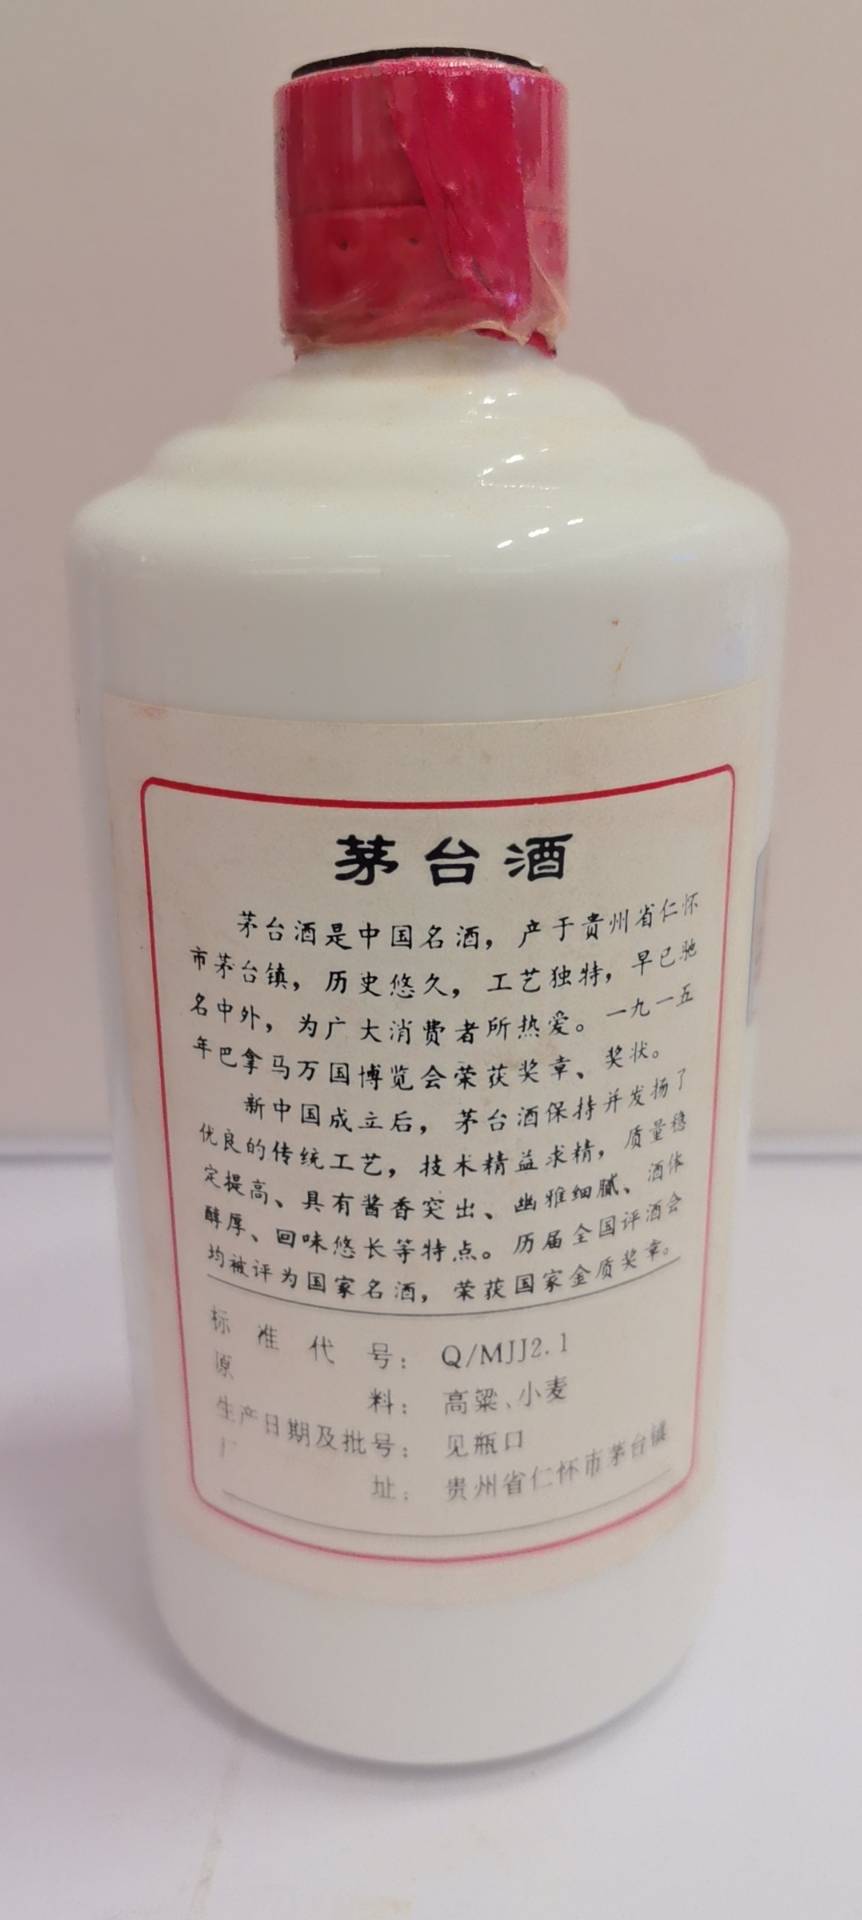 茅台酒
茅台酒是中国名酒，产于贵州省仁怀
市茅台镇，历史悠久，工艺独特，早已驰
名中外，为广大消费者所热爱。一九一五
年巴拿马万国博览会荣获奖章、奖状。
新中国成立后，茅台酒保持并发扬了
优良的传统工艺，技术精益求精，质量稳
定提高、具有酱香突出、幽雅细腻、酒体
醇厚、回味悠长等特点。历届全国评酒会
均被评为国家名酒，荣获国家金质奖章。
标准代号：Q/MJJ2.1
原料：高粱、小麦
生产日期及批号：见瓶口
厂址：贵州省仁怀市茅台镇